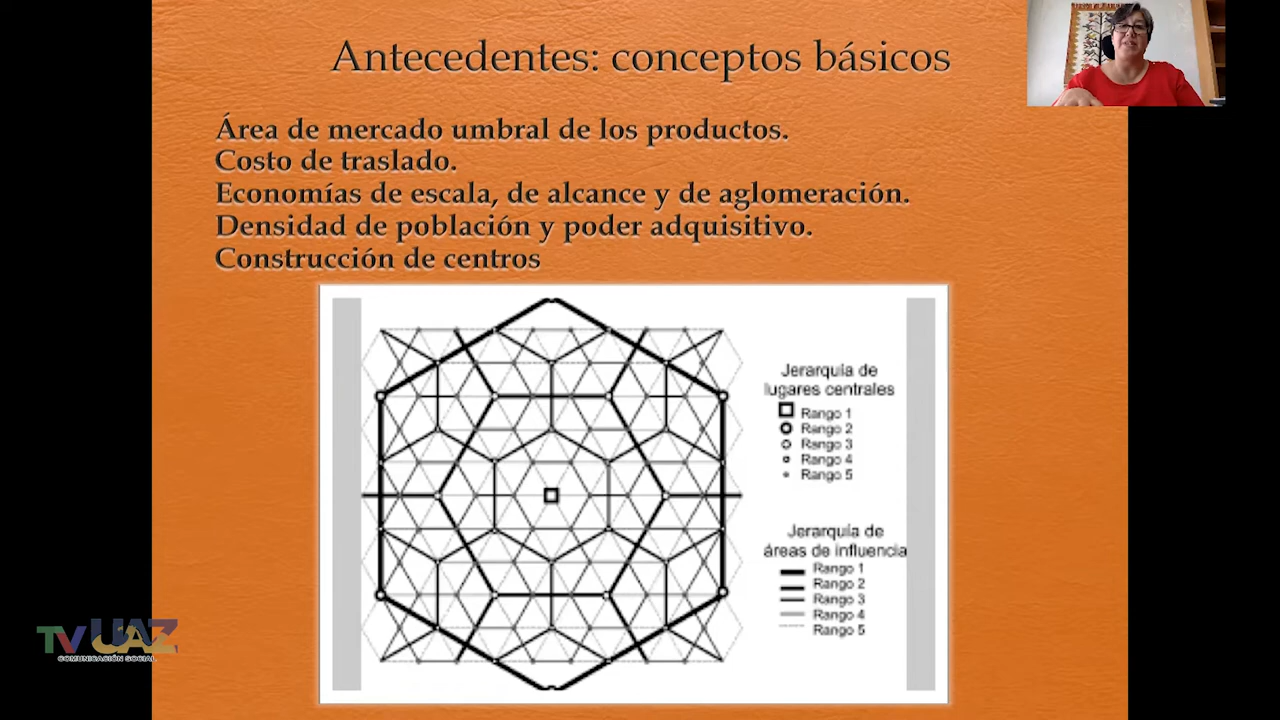 Antecedentes: conceptos básicos
Área de mercado umbral de los productos.
Costo de traslado.
Economías de escala, de alcance y de aglomeración.
Densidad de población y poder adquisitivo.
Construcción de centros
Jerarquía de
lugares centrales
Rango 1
Rango 2
Rango 3
Rango 4
Rango 5
Jerarquía de
áreas de influencia
Rango 1
Rango 2
Rango 3
Rango 4
Rango 5
TV UAZ
COMUNICACIÓN SOCIAL